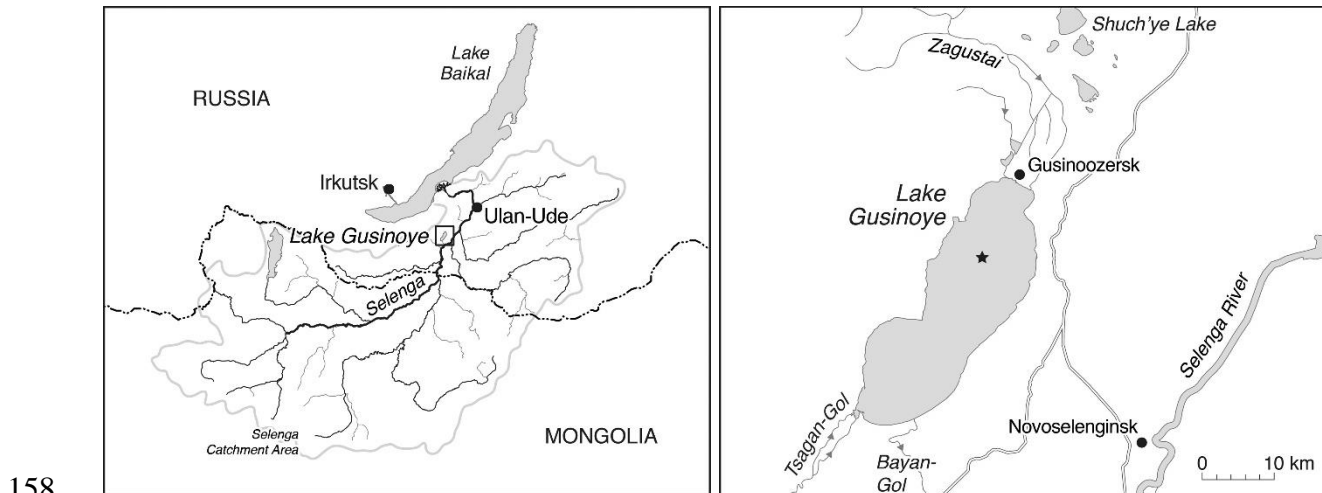 Lake
Baikal
RUSSIA
Irkutsk
Ulan-Ude
Lake Gusinoye
Selenga
Selenga
Catchment Area
MONGOLIA
Shuch'ye Lake
Zagustai
Gusinoozersk
Lake
Gusinoye
Selenga River
Novoselenginsk
Tsagan-Gol
Bayan-
Gol
0 10 km
158